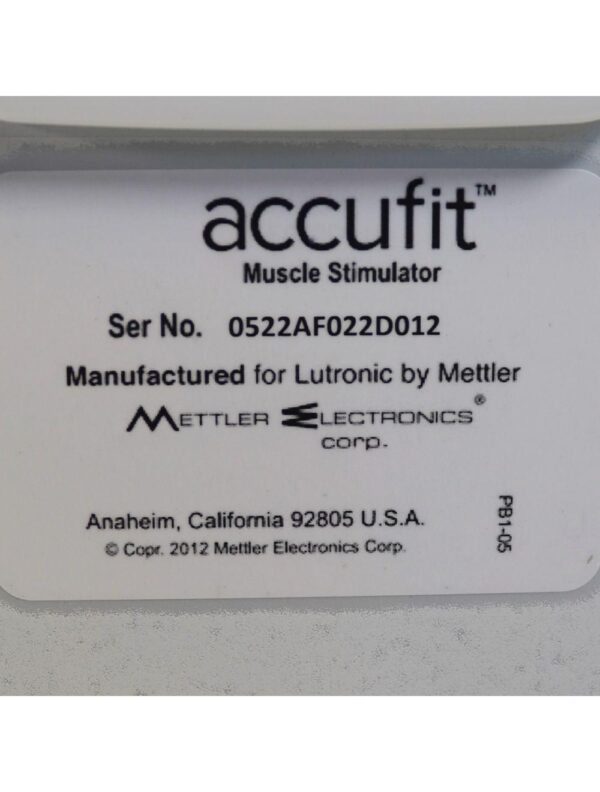 accufit™
Muscle Stimulator
Ser No. 0522AF022D012
Manufactured for Lutronic by Mettler
METTLER ELECTRONICS®
corp.
Anaheim, California 92805 U.S.A.
© Copr. 2012 Mettler Electronics Corp.
PB1-05